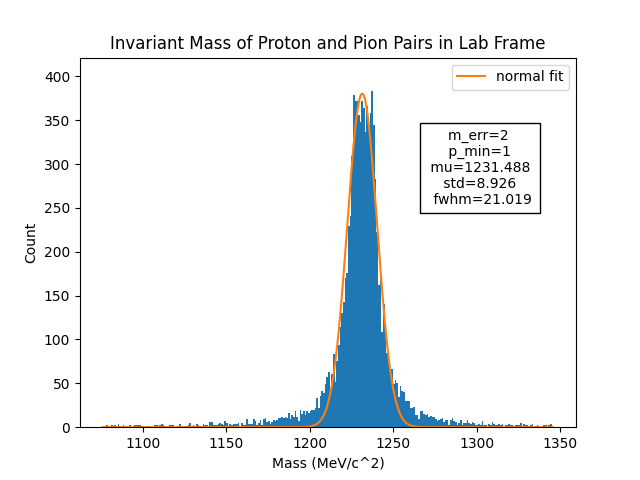 Invariant Mass of Proton and Pion Pairs in Lab Frame
normal fit
m_err=2
p_min=1
mu=1231.488
std=8.926
fwhm=21.019
Count
400
350
300
250
200
150
100
50
0
1100 1150 1200 1250 1300 1350
Mass (MeV/c^2)